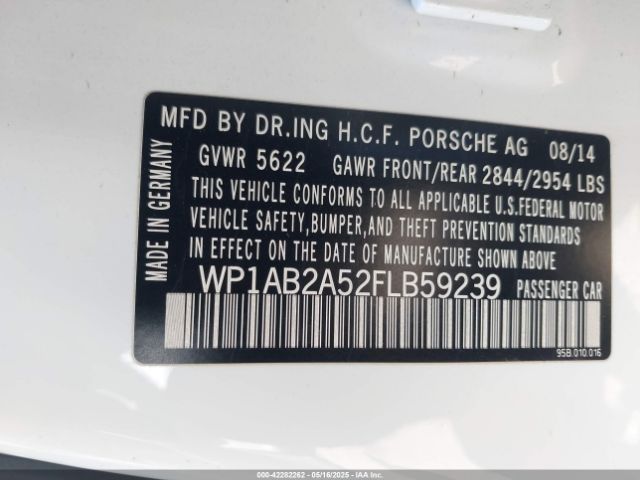 MFD BY DR.ING H.C.F. PORSCHE AG 08/14
GVWR 5622 GAWR FRONT/REAR 2844/2954 LBS
THIS VEHICLE CONFORMS TO ALL APPLICABLE U.S.FEDERAL MOTOR
VEHICLE SAFETY,BUMPER,AND THEFT PREVENTION STANDARDS
IN EFFECT ON THE DATE OF MANUFACTURE SHOWN ABOVE.
WP1AB2A52FLB59239 PASSENGER CAR
95B.010.016
MADE IN GERMANY
000-42282262 - 05/16/2025 - IAA, Inc.